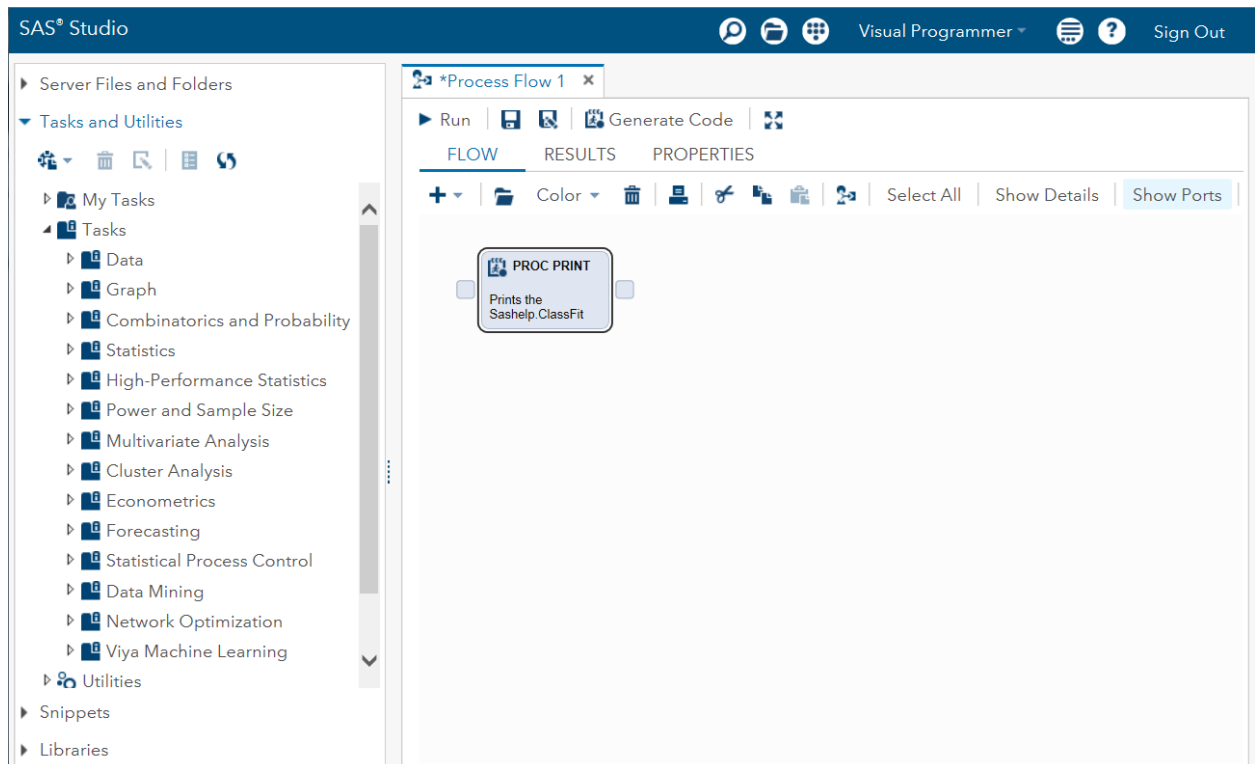 SAS® Studio
Visual Programmer
Sign Out
Server Files and Folders
Tasks and Utilities
My Tasks
Tasks
Data
Graph
Combinatorics and Probability
Statistics
High-Performance Statistics
Power and Sample Size
Multivariate Analysis
Cluster Analysis
Econometrics
Forecasting
Statistical Process Control
Data Mining
Network Optimization
Viya Machine Learning
Utilities
Snippets
Libraries
*Process Flow 1
Run
Generate Code
FLOW RESULTS PROPERTIES
Color Select All Show Details Show Ports
PROC PRINT
Prints the
Sashelp.ClassFit